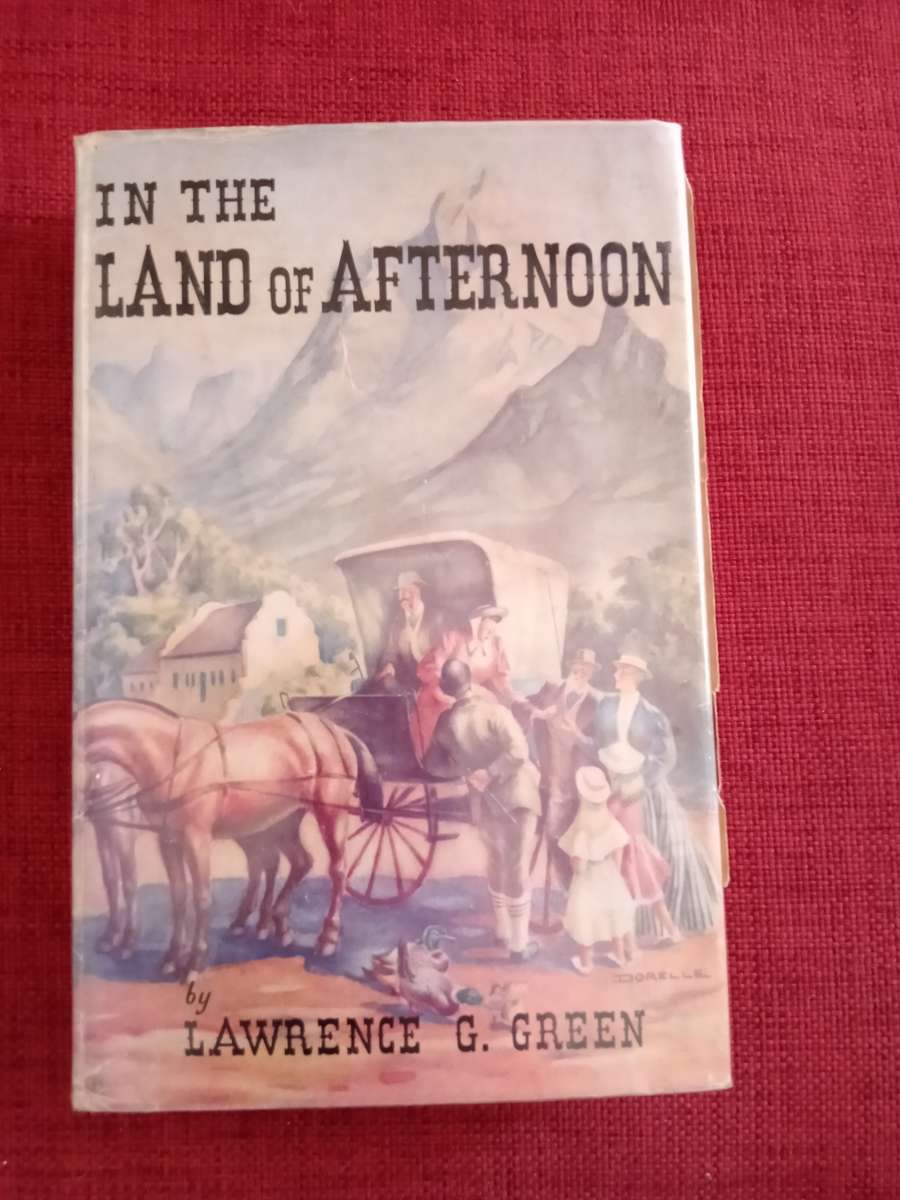 IN THE
LAND OF AFTERNOON
DORELLE
by
LAWRENCE G. GREEN